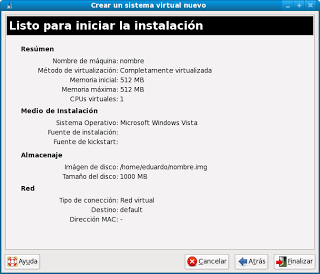 Crear un sistema virtual nuevo
Listo para iniciar la instalación
Resúmen
Nombre de máquina: nombre
Método de virtualización: Completamente virtualizada
Memoria inicial: 512 MB
Memoria máxima: 512 MB
CPUs virtuales: 1
Medio de Instalación
Sistema Operativo: Microsoft Windows Vista
Fuente de instalación:
Fuente de kickstart:
Almacenaje
Imágen de disco: /home/eduardo/nombre.img
Tamaño del disco: 1000 MB
Red
Tipo de conección: Red virtual
Destino: default
Dirección MAC: -
Ayuda Cancelar Atrás Finalizar